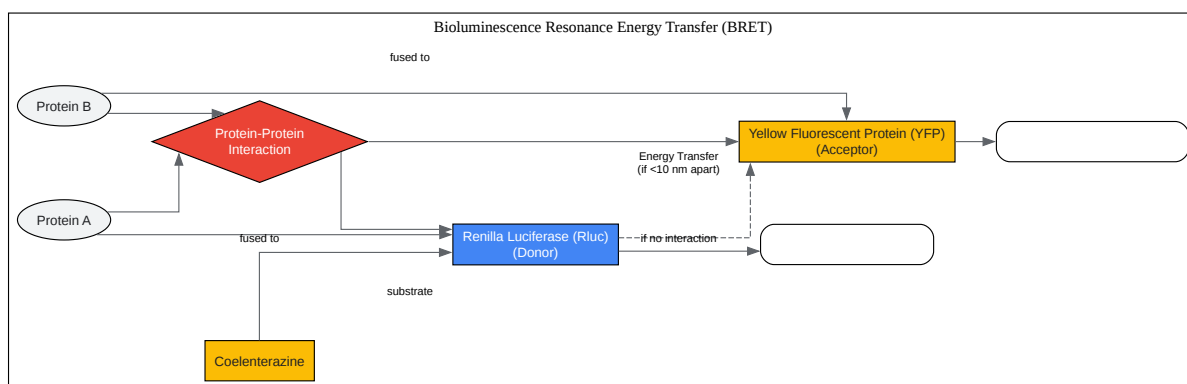 Bioluminescence Resonance Energy Transfer (BRET)
fused to
Protein B
Protein-Protein
Interaction
Yellow Fluorescent Protein (YFP)
(Acceptor)
Energy Transfer
(if <10 nm apart)
Protein A
fused to
Renilla Luciferase (Rluc)
(Donor)
if no interaction
substrate
Coelenterazine